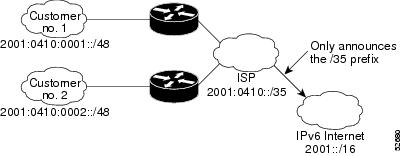 Customer
no. 1
2001:0410:0001::/48
Customer
no. 2
2001:0410:0002::/48
ISP
2001:0410::/35
Only announces
the /35 prefix
IPv6 Internet
2001::/16
52680